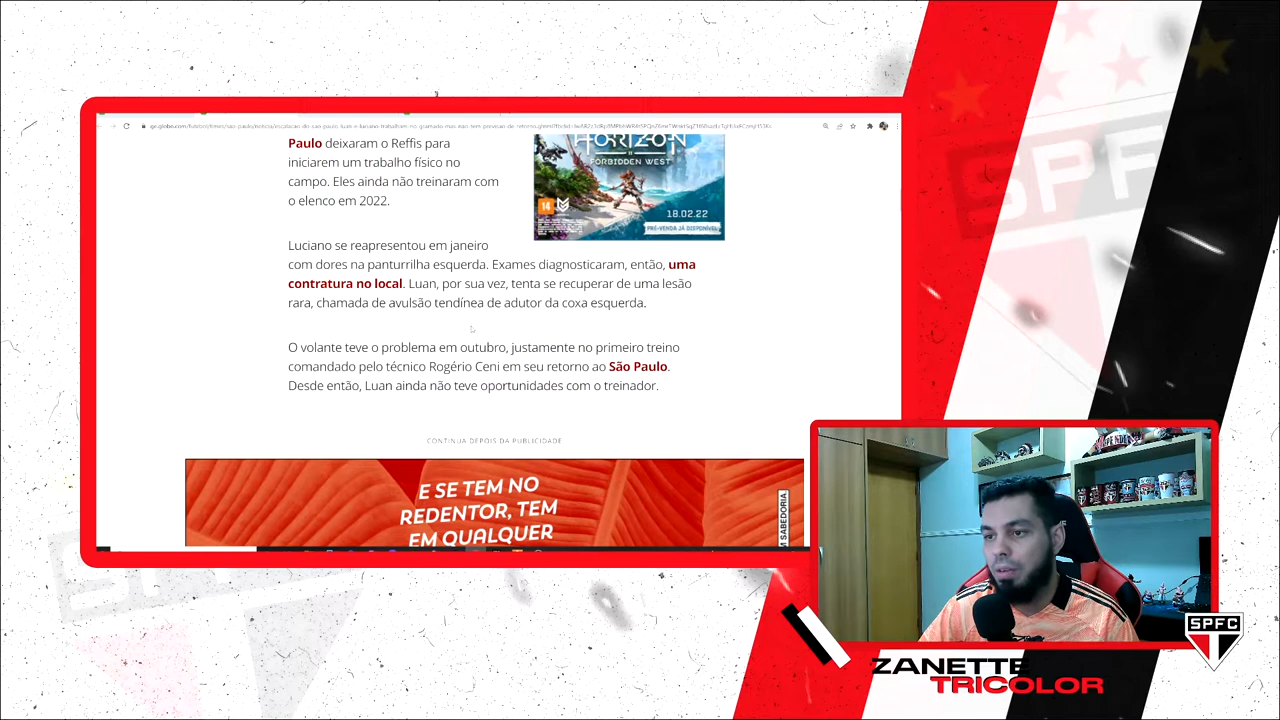 Paulo deixaram o Reffis para
iniciarem um trabalho físico no
campo. Eles ainda não treinaram com
o elenco em 2022.
HORIZON
FORBIDDEN WEST
14
18.02.22
PRÉ-VENDA JÁ DISPONÍVEL
Luciano se reapresentou em janeiro
com dores na panturrilha esquerda. Exames diagnosticaram, então, uma
contratura no local. Luan, por sua vez, tenta se recuperar de uma lesão
rara, chamada de avulsão tendínea de adutor da coxa esquerda.
O volante teve o problema em outubro, justamente no primeiro treino
comandado pelo técnico Rogério Ceni em seu retorno ao São Paulo.
Desde então, Luan ainda não teve oportunidades com o treinador.
CONTINUA DEPOIS DA PUBLICIDADE
E SE TEM NO
REDENTOR, TEM
EM QUALQUER
M SABEDORIA.
SPFC
SPFC
ZANETTE
TRICOLOR